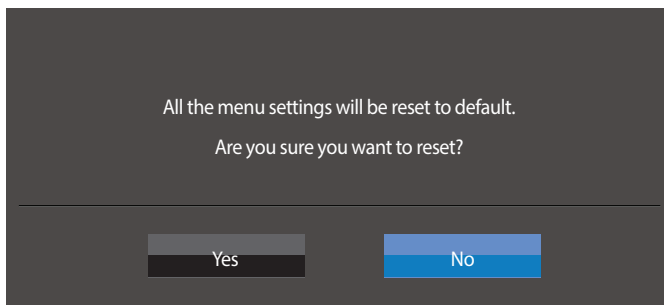 All the menu settings will be reset to default.
Are you sure you want to reset?
Yes
No